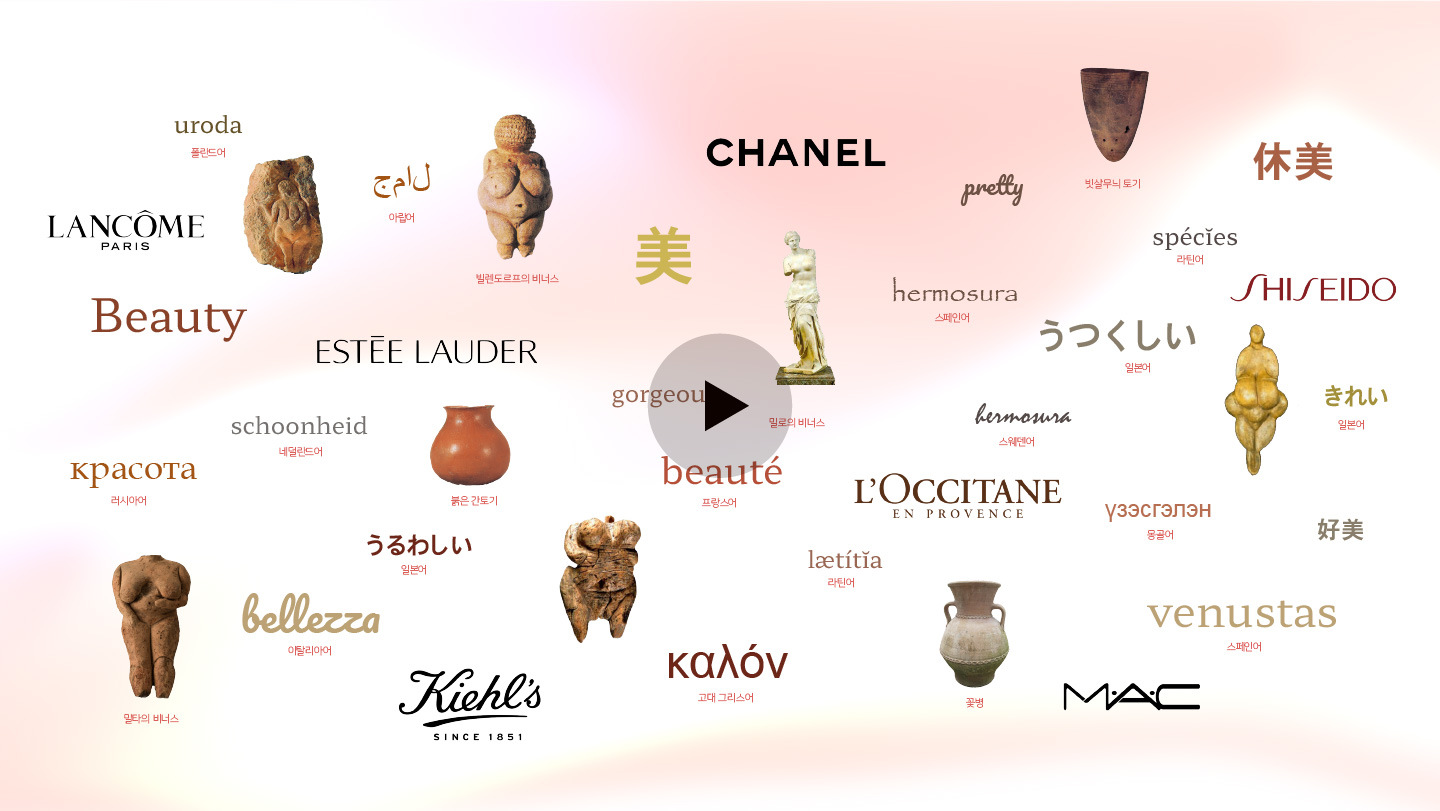 uroda
폴란드어
جمال
아랍어
CHANEL
pretty
빗살무늬 토기
休美
LANCÔME
PARIS
빌렌도르프의 비너스
美
spécĭes
라틴어
hermosura
스페인어
SHISEIDO
Beauty
ESTĒE LAUDER
うつくしい
일본어
gorgeou
밀로의 비너스
hermosura
스웨덴어
きれい
일본어
schoonheid
네덜란드어
красота
러시아어
붉은 간토기
beauté
프랑스어
L'OCCITANE
EN PROVENCE
үзэсгэлэн
몽골어
好美
うるわしい
일본어
lætítĭa
라틴어
bellezza
이탈리아어
venustas
스페인어
καλόν
고대 그리스어
꽃병
Kiehl's
SINCE 1851
M·A·C
밀타의 비너스